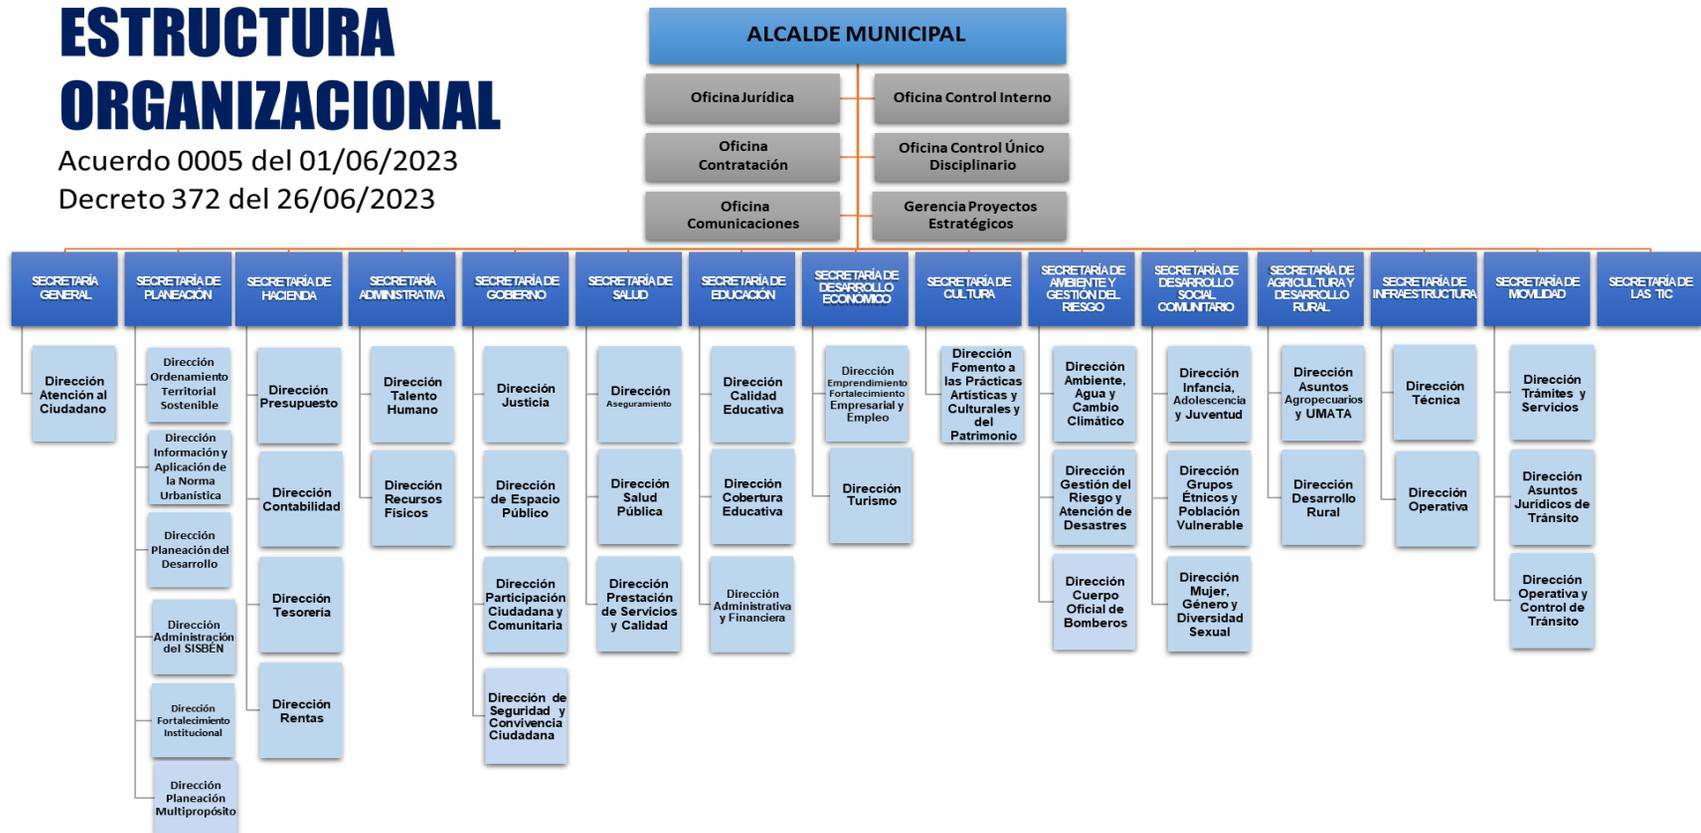 ESTRUCTURA
ORGANIZACIONAL
Acuerdo 0005 del 01/06/2023
Decreto 372 del 26/06/2023
ALCALDE MUNICIPAL
Oficina Jurídica
Oficina Control Interno
Oficina
Contratación
Oficina Control Único
Disciplinario
Oficina
Comunicaciones
Gerencia Proyectos
Estratégicos
SECRETARÍA
GENERAL
Dirección
Atención al
Ciudadano
SECRETARÍA DE
PLANEACIÓN
Dirección
Ordenamiento
Territorial
Sostenible
Dirección
Información y
Aplicación de
la Norma
Urbanística
Dirección
Planeación del
Desarrollo
Dirección
Administración
del SISBÉN
Dirección
Fortalecimiento
Institucional
Dirección
Planeación
Multipropósito
SECRETARÍA DE
HACIENDA
Dirección
Presupuesto
Dirección
Contabilidad
Dirección
Tesorería
Dirección
Rentas
SECRETARÍA
ADMINISTRATIVA
Dirección
Talento
Humano
Dirección
Recursos
Físicos
SECRETARÍA DE
GOBIERNO
Dirección
Justicia
Dirección
de Espacio
Público
Dirección
Participación
Ciudadana y
Comunitaria
Dirección de
Seguridad y
Convivencia
Ciudadana
SECRETARÍA DE
SALUD
Dirección
Aseguramiento
Dirección
Salud
Pública
Dirección
Prestación
de Servicios
y Calidad
SECRETARÍA DE
EDUCACIÓN
Dirección
Calidad
Educativa
Dirección
Cobertura
Educativa
Dirección
Administrativa
y Financiera
SECRETARÍA DE
DESARROLLO
ECONÓMICO
Dirección
Emprendimiento
Fortalecimiento
Empresarial y
Empleo
Dirección
Turismo
SECRETARÍA DE
CULTURA
Dirección
Fomento a
las Prácticas
Artísticas y
Culturales y
del
Patrimonio
SECRETARÍA DE
AMBIENTE Y
GESTIÓN DEL
RIESGO
Dirección
Ambiente,
Agua y
Cambio
Climático
Dirección
Gestión del
Riesgo y
Atención de
Desastres
Dirección
Cuerpo
Oficial de
Bomberos
SECRETARÍA DE
DESARROLLO
SOCIAL
COMUNITARIO
Dirección
Infancia,
Adolescencia
y Juventud
Dirección
Grupos
Étnicos y
Población
Vulnerable
Dirección
Mujer,
Género y
Diversidad
Sexual
SECRETARÍA DE
AGRICULTURA Y
DESARROLLO
RURAL
Dirección
Asuntos
Agropecuarios
y UMATA
Dirección
Desarrollo
Rural
SECRETARÍA DE
INFRAESTRUCTURA
Dirección
Técnica
Dirección
Operativa
SECRETARÍA DE
MOVILIDAD
Dirección
Trámites y
Servicios
Dirección
Asuntos
Jurídicos de
Tránsito
Dirección
Operativa y
Control de
Tránsito
SECRETARÍA DE
LAS TIC